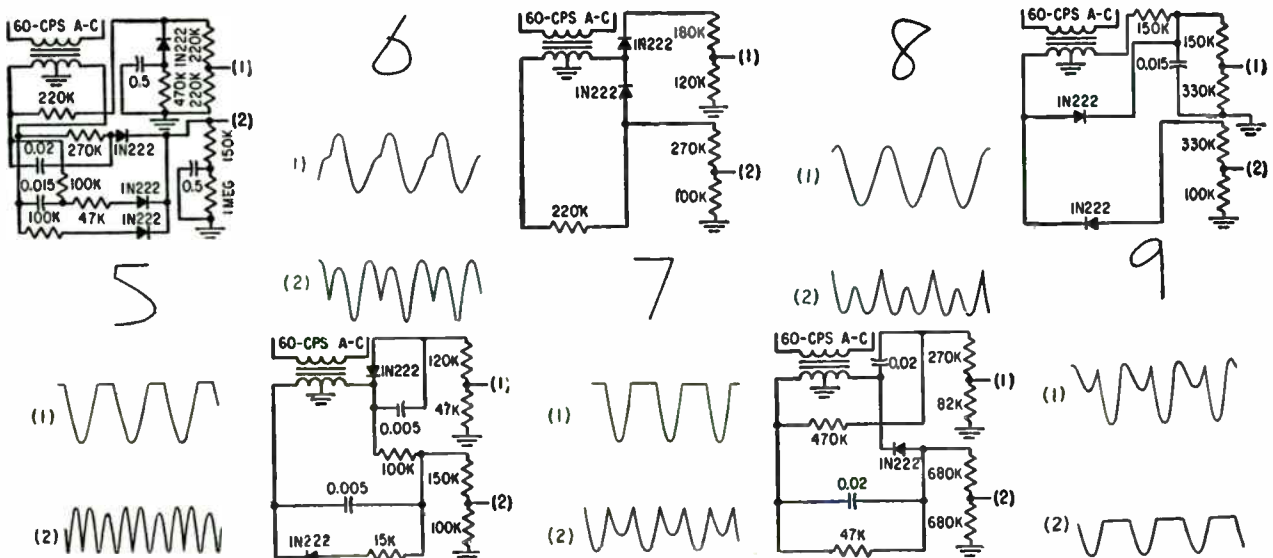 60-CPS A-C
1N222
220K
0.5
470K
220K
(1)
220K
(2)
270K
1N222
150K
0.02
0.015
100K
0.5
1N222
1MEG
100K
47K
1N222
5
(1)
(2)
6
1)
(2)
60-CPS A-C
120K
1N222
(1)
47K
0.005
100K
150K
0.005
(2)
100K
1N222
15K
60-CPS A-C
180K
1N222
(1)
1N222
120K
270K
(2)
100K
220K
7
(1)
(2)
8
(1)
(2)
60-CPS A-C
0.02
270K
(1)
82K
470K
1N222
680K
0.02
(2)
47K
680K
60-CPS A-C
150K
150K
0.015
(1)
1N222
330K
330K
(2)
1N222
100K
9
(1)
(2)